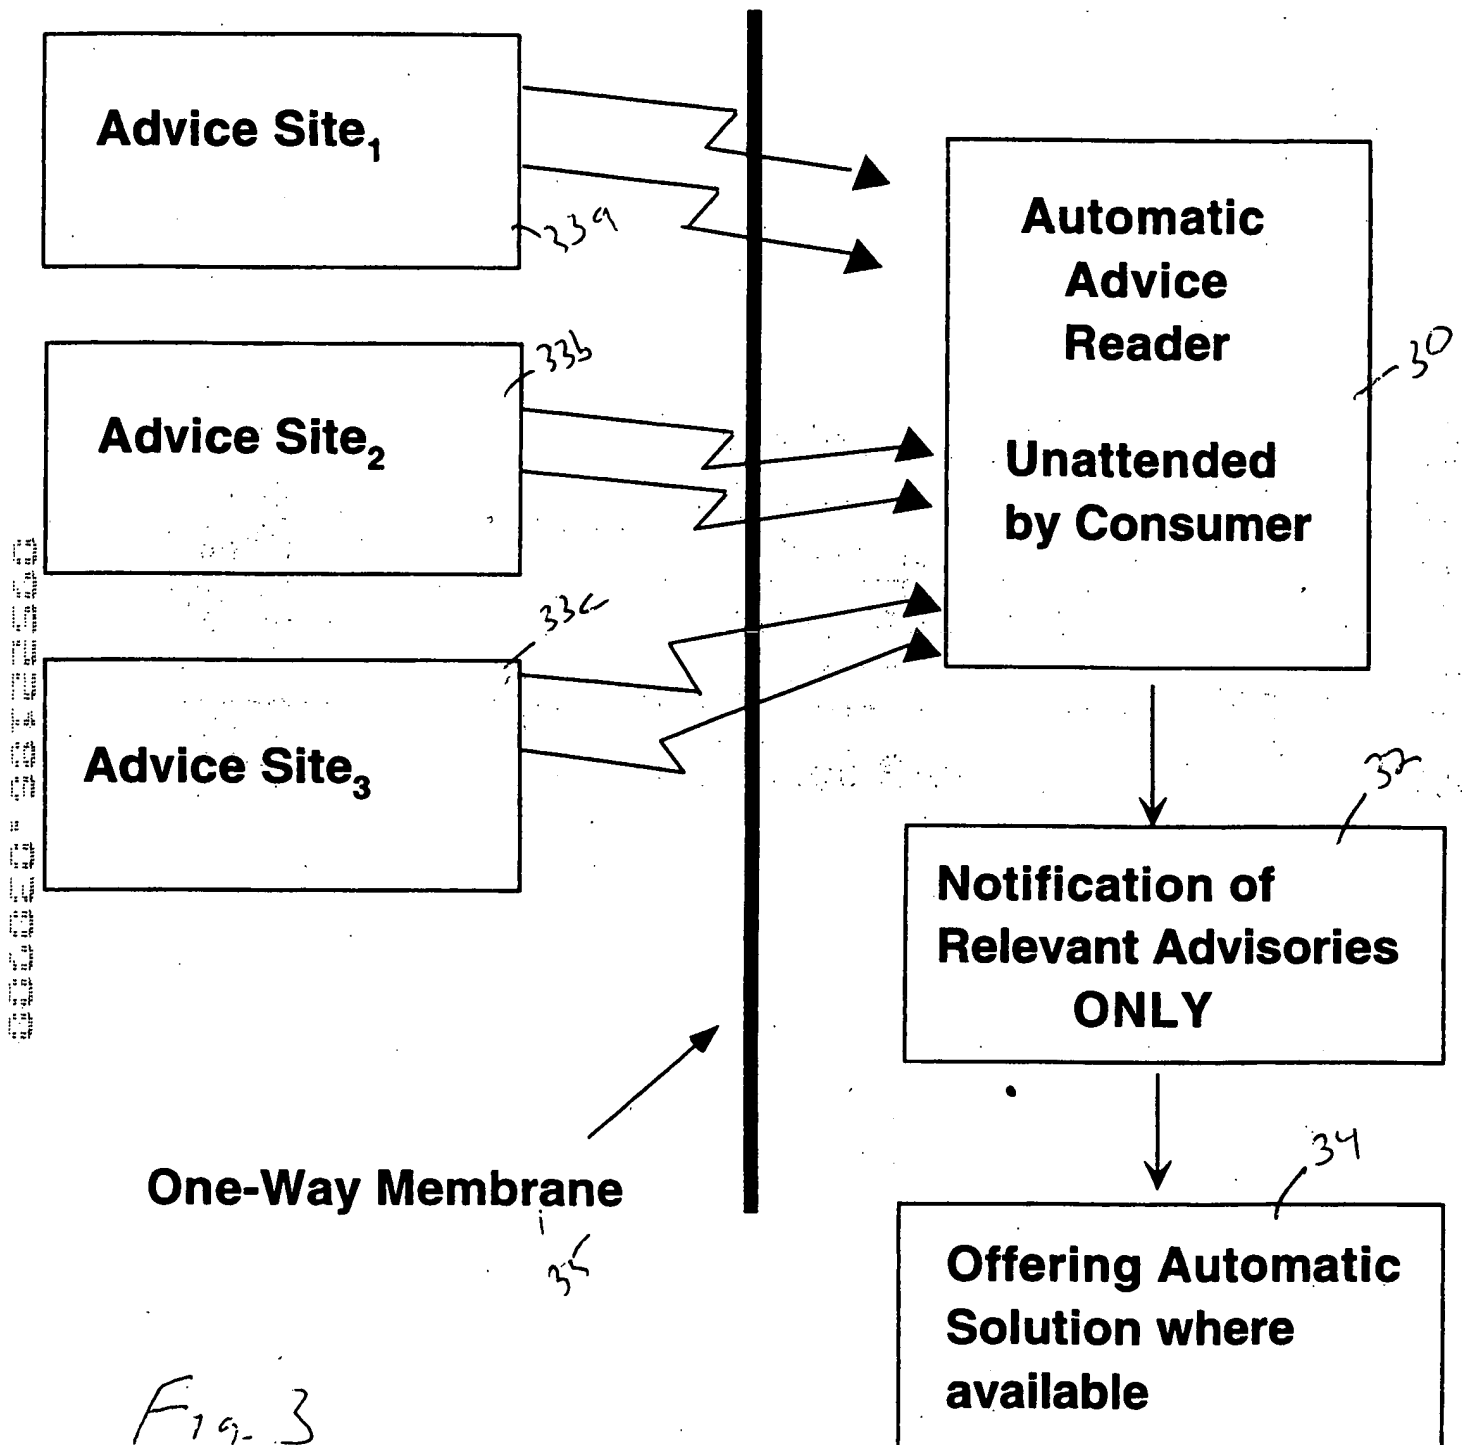 Advice Site₁
33a
Advice Site₂
33b
Advice Site₃
33c
One-Way Membrane
35
Automatic
Advice
Reader
Unattended
by Consumer
30
Notification of
Relevant Advisories
ONLY
32
Offering Automatic
Solution where
available
34
Fig. 3